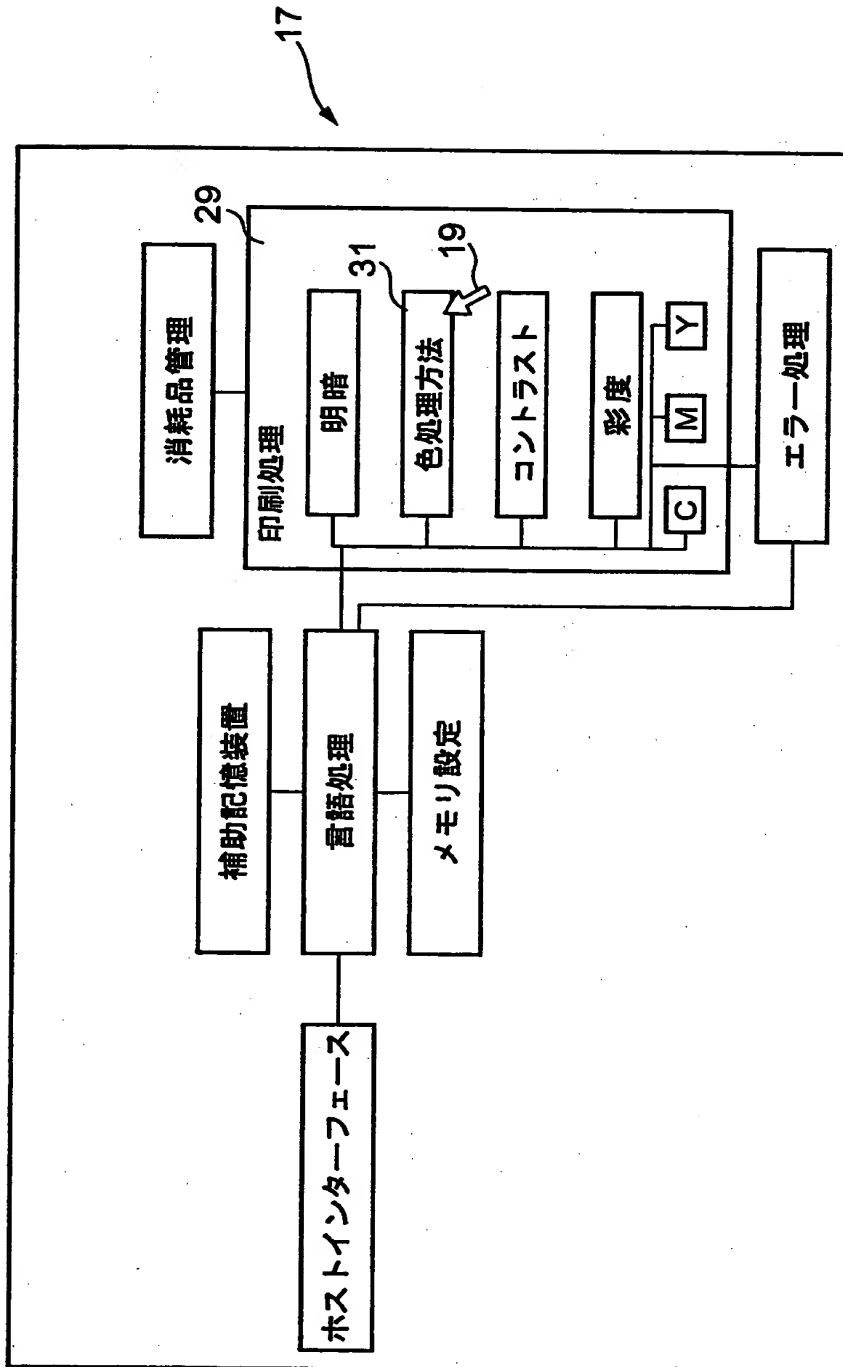 17
消耗品管理
29
印刷処理
明暗
31
色処理方法
19
コントラスト
彩度
C
M
Y
エラー処理
補助記憶装置
言語処理
メモリ設定
ホストインターフェース